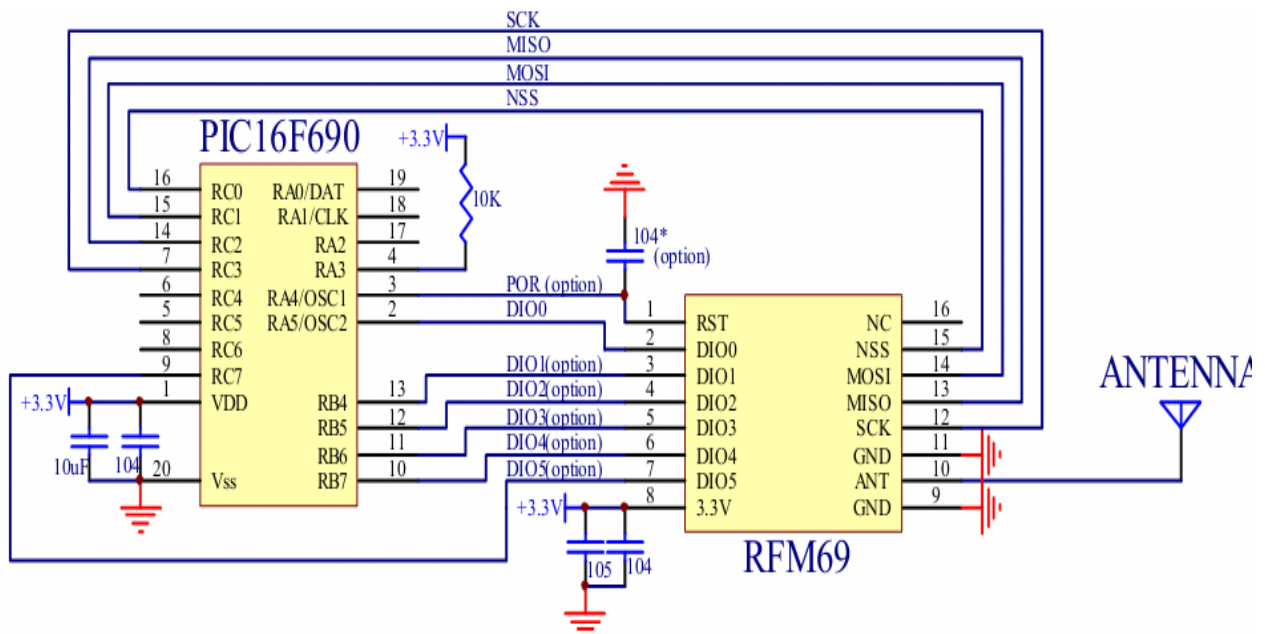 SCK
MISO
MOSI
NSS
PIC16F690
+3.3V
10K
16 RC0 RA0/DAT 19
15 RC1 RA1/CLK 18
14 RC2 RA2 17
7 RC3 RA3 4
6 RC4 RA4/OSC1 3
5 RC5 RA5/OSC2 2
8 RC6
9 RC7
1 VDD RB4 13
RB5 12
RB6 11
20 Vss RB7 10
+3.3V
10uF
104
104*
(option)
POR (option)
DIO0
DIO1(option)
DIO2(option)
DIO3(option)
DIO4(option)
DIO5(option)
+3.3V
105
104
1 RST NC 16
2 DIO0 NSS 15
3 DIO1 MOSI 14
4 DIO2 MISO 13
5 DIO3 SCK 12
6 DIO4 GND 11
7 DIO5 ANT 10
8 3.3V GND 9
RFM69
ANTENNA